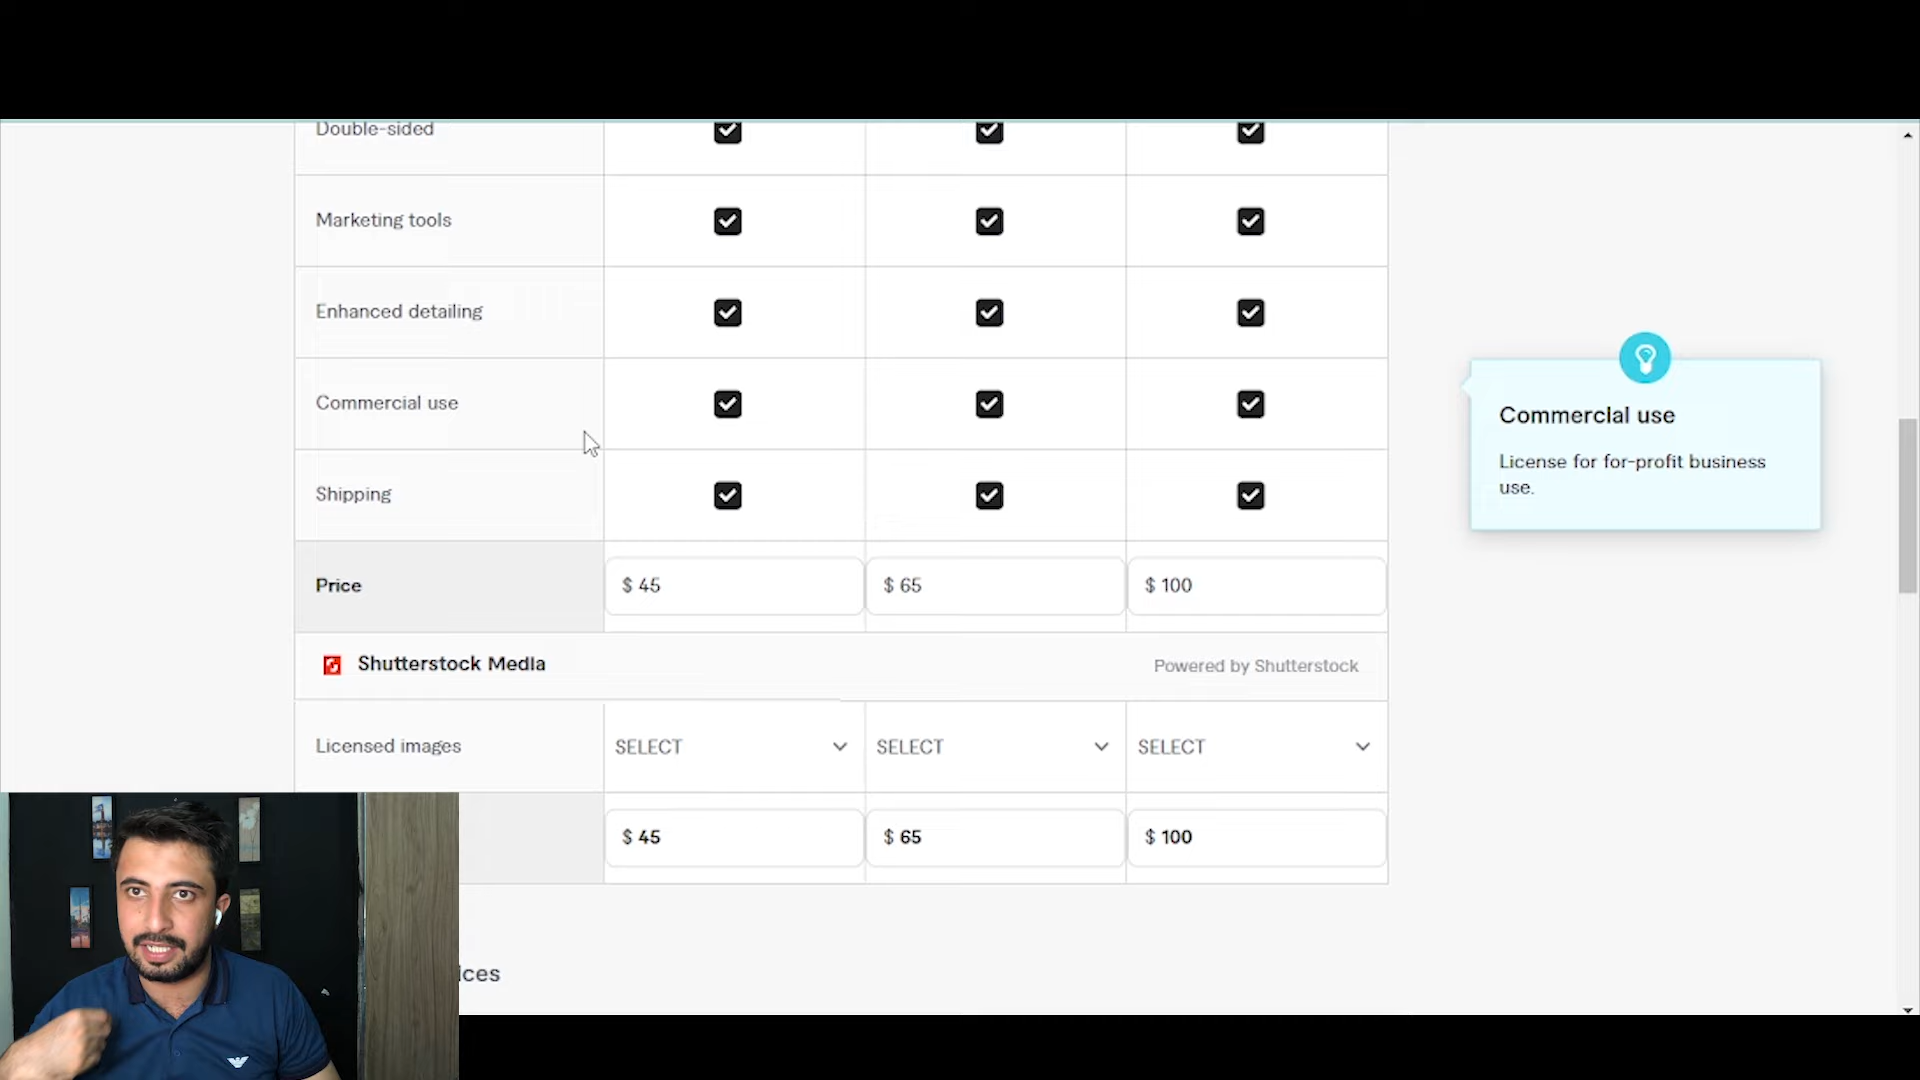 Double-sided
Marketing tools
Enhanced detailing
Commercial use
Shipping
Price
$ 45
$ 65
$ 100
Shutterstock Media
Powered by Shutterstock
Licensed images
SELECT
SELECT
SELECT
$ 45
$ 65
$ 100
ices
Commercial use
License for for-profit business
use.